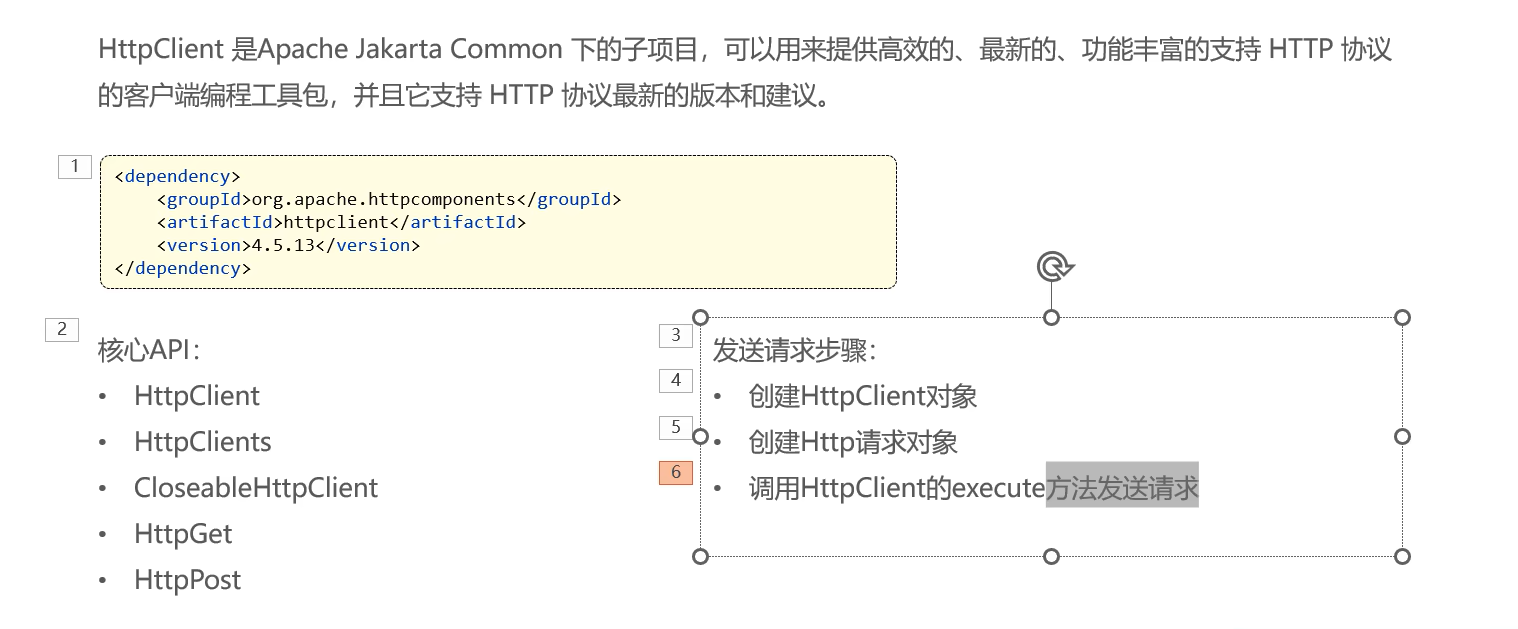 HttpClient 是Apache Jakarta Common 下的子项目，可以用来提供高效的、最新的、功能丰富的支持 HTTP 协议
的客户端编程工具包，并且它支持 HTTP 协议最新的版本和建议。
1
<dependency>
    <groupId>org.apache.httpcomponents</groupId>
    <artifactId>httpclient</artifactId>
    <version>4.5.13</version>
</dependency>
2
核心API：
• HttpClient
• HttpClients
• CloseableHttpClient
• HttpGet
• HttpPost
3
发送请求步骤：
4
• 创建HttpClient对象
5
• 创建Http请求对象
6
• 调用HttpClient的execute方法发送请求